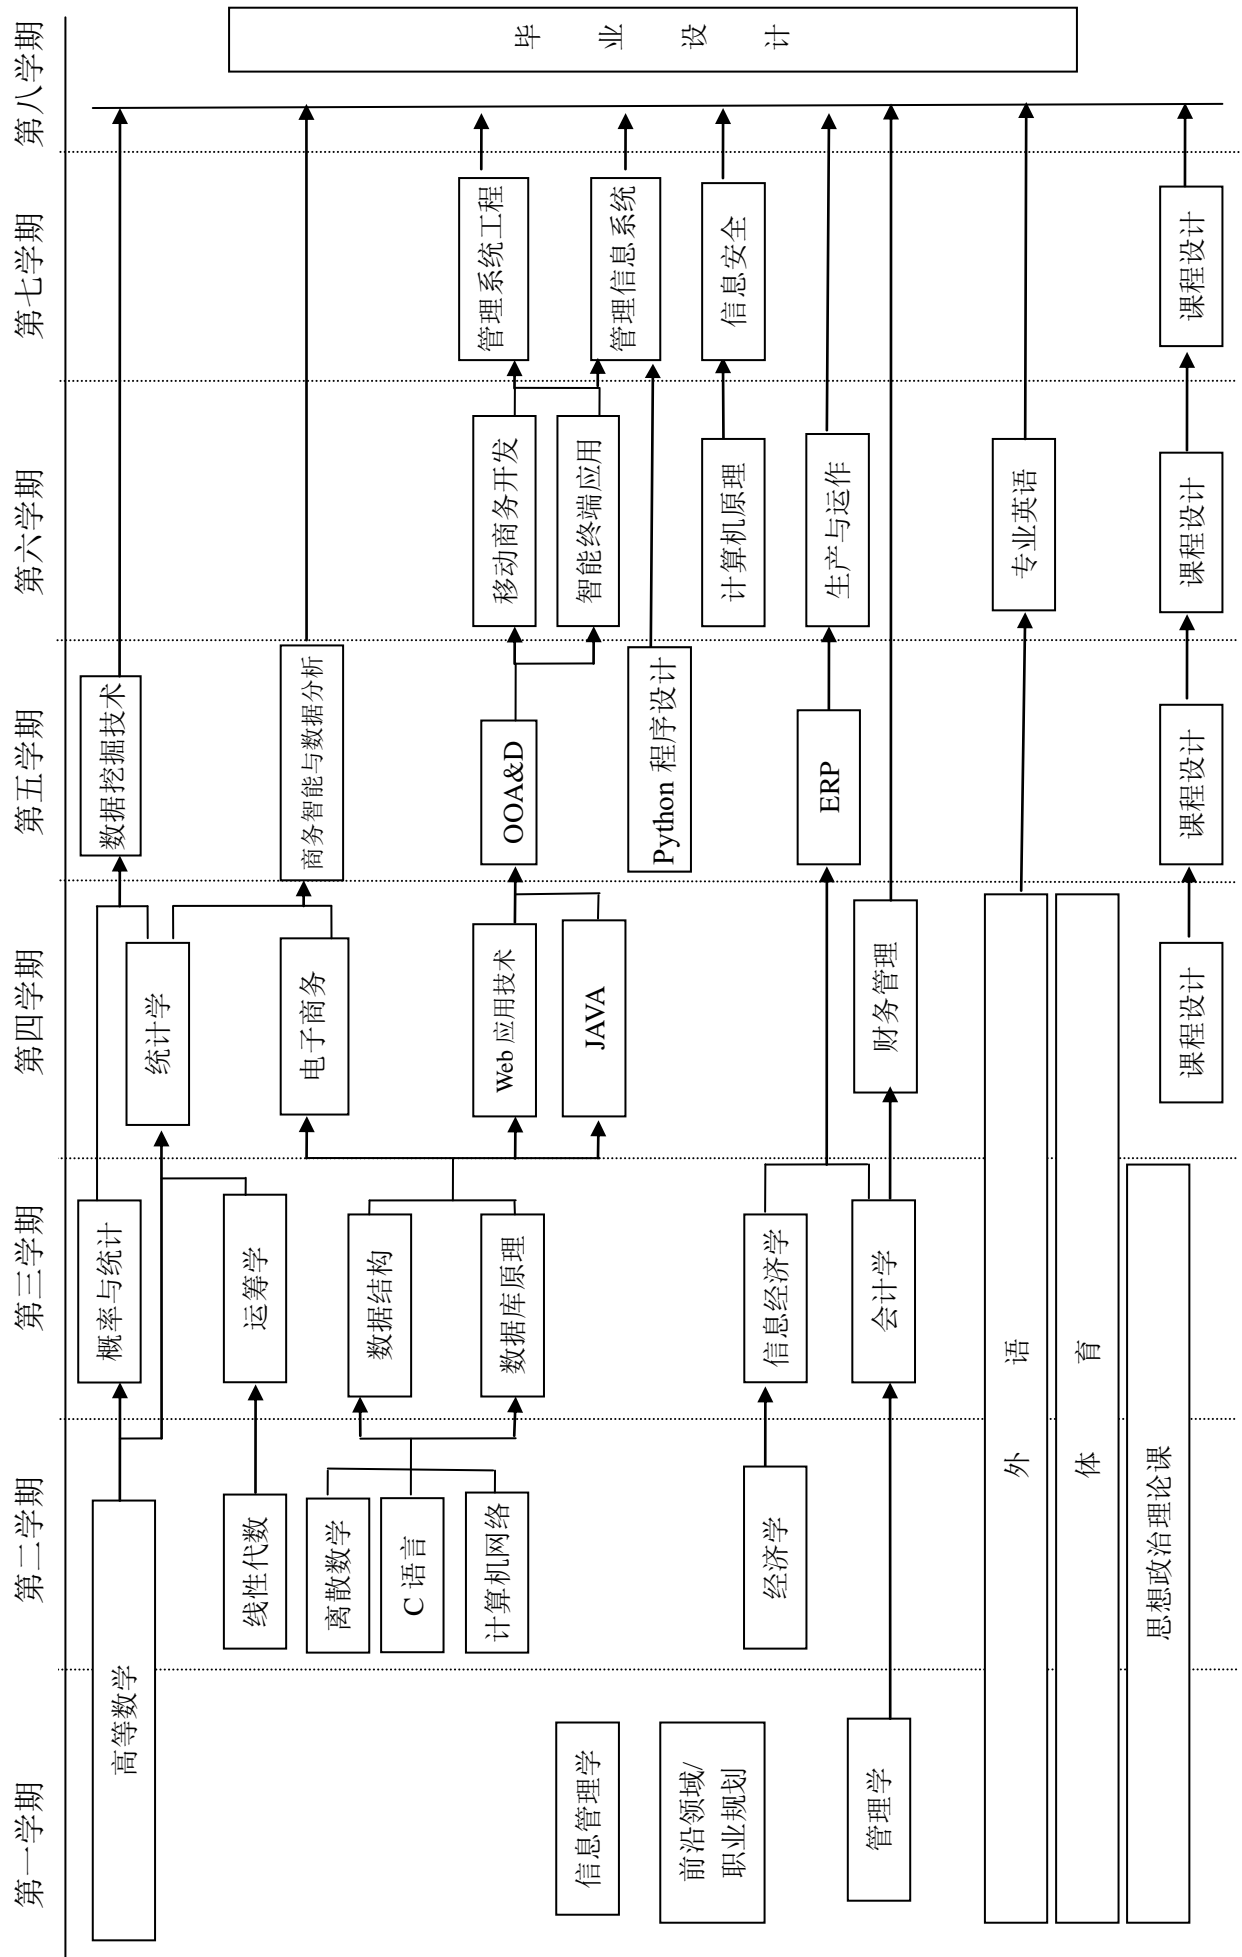 第一学期
第二学期
第三学期
第四学期
第五学期
第六学期
第七学期
第八学期
高等数学
概率与统计
数据挖掘技术
统计学
线性代数
运筹学
电子商务
商务智能与数据分析
离散数学
C 语言
计算机网络
数据结构
数据库原理
Web 应用技术
JAVA
OOA&D
移动商务开发
智能终端应用
管理系统工程
管理信息系统
信息管理学
Python 程序设计
前沿领域/
职业规划
计算机原理
信息安全
经济学
信息经济学
ERP
生产与运作
管理学
会计学
财务管理
外 语
专业英语
体 育
思想政治理论课
课程设计
课程设计
课程设计
课程设计
毕 业 设 计